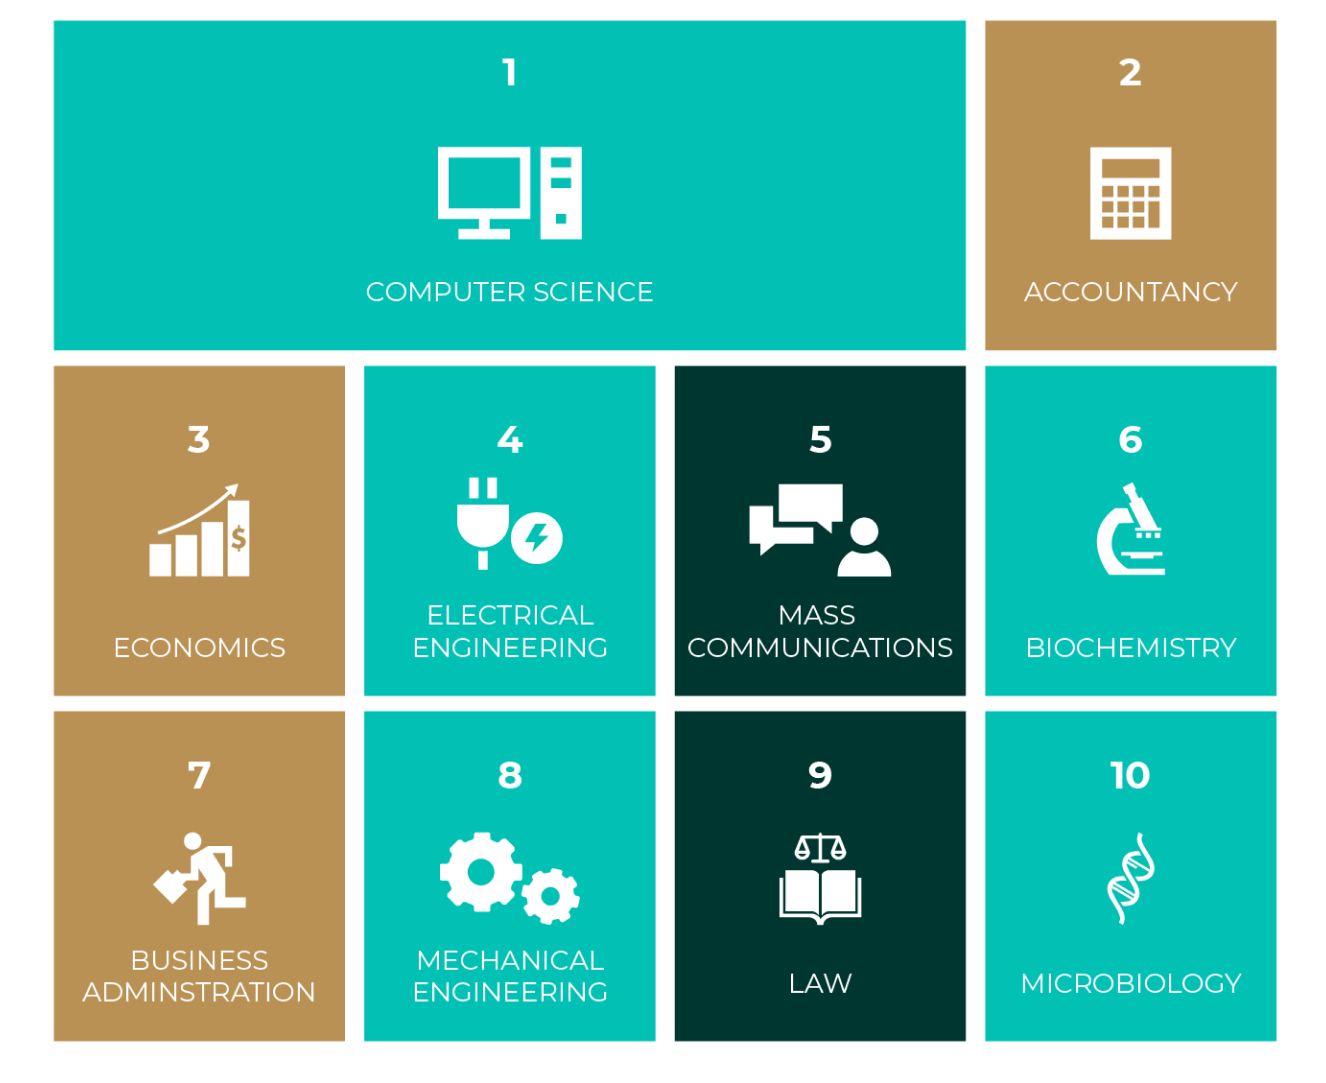 1
COMPUTER SCIENCE
2
ACCOUNTANCY
3
$
ECONOMICS
4
ELECTRICAL
ENGINEERING
5
MASS
COMMUNICATIONS
6
BIOCHEMISTRY
7
BUSINESS
ADMINSTRATION
8
MECHANICAL
ENGINEERING
9
LAW
10
MICROBIOLOGY